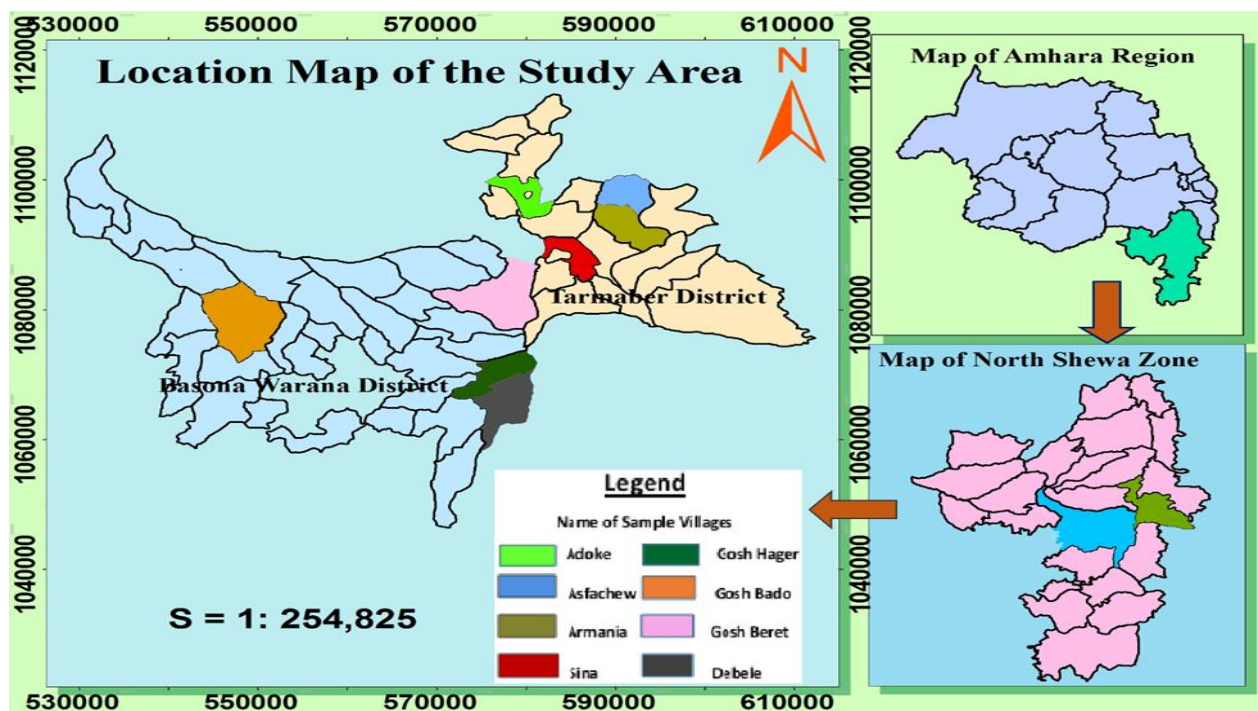 530000 550000 570000 590000 610000
Location Map of the Study Area
N
1120000
1100000
1080000
1060000
1040000
Tarmaber District
Basona Warana District
Legend
Name of Sample Villages
Adoke Gosh Hager
Asfachew Gosh Bado
Armania Gosh Beret
Sina Debele
S = 1: 254,825
530000 550000 570000 590000 610000
1120000
1100000
1080000
1060000
1040000
Map of Amhara Region
Map of North Shewa Zone